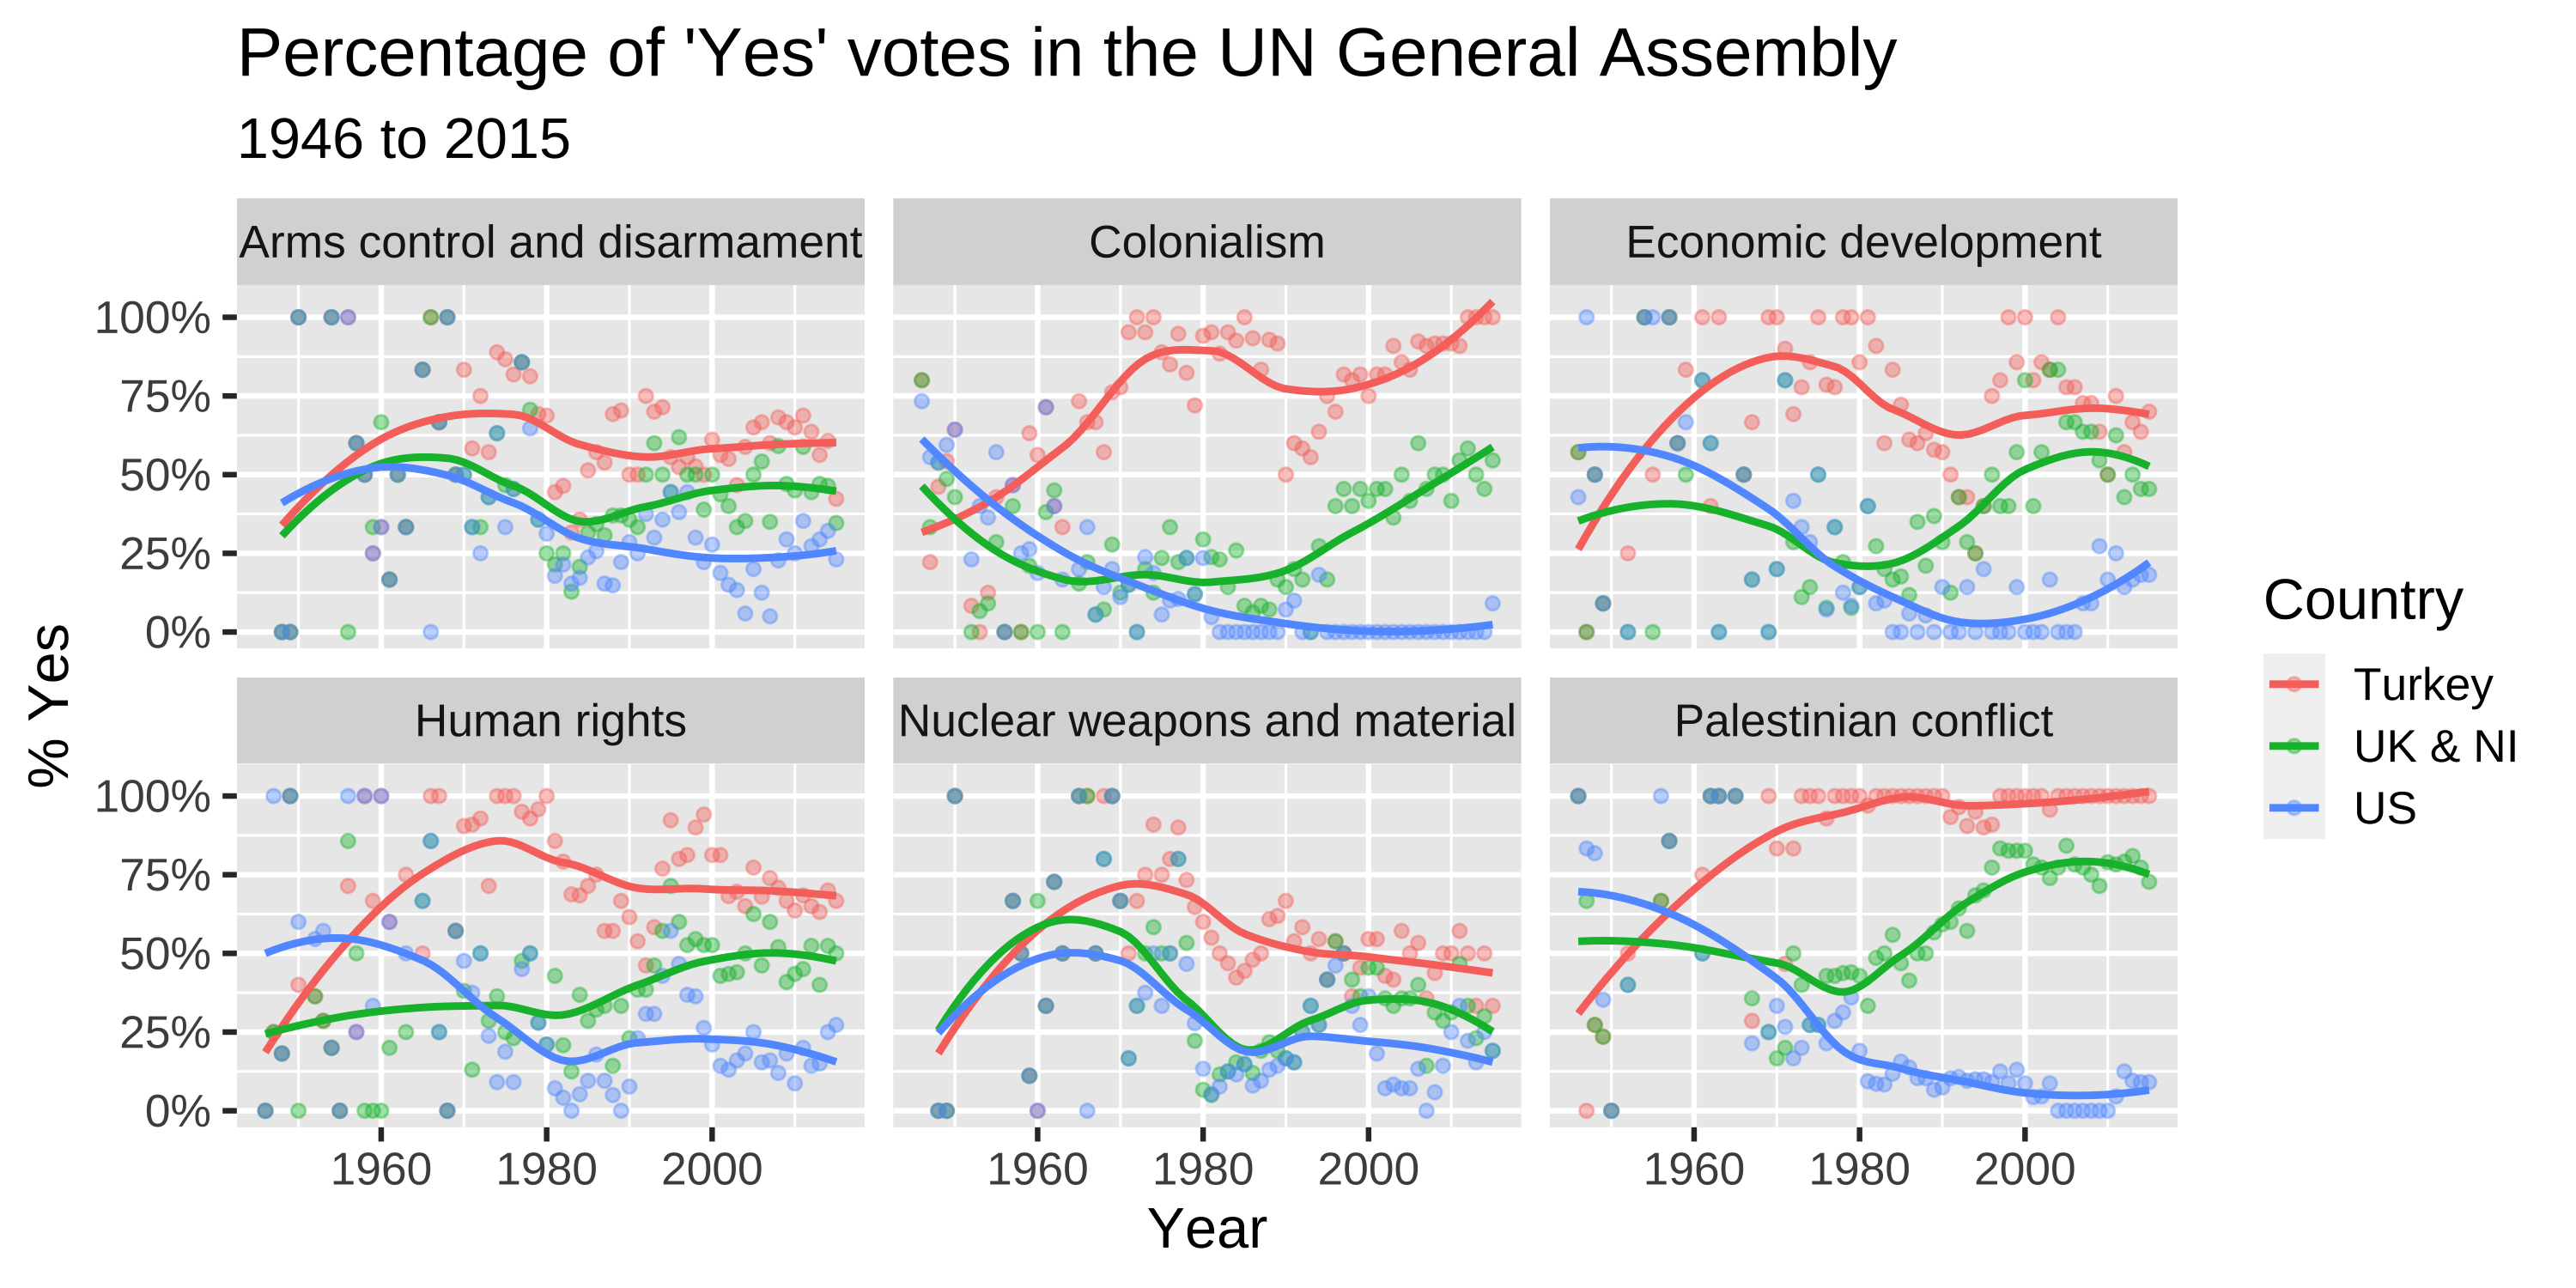 Percentage of 'Yes' votes in the UN General Assembly
1946 to 2015
Arms control and disarmament
Colonialism
Economic development
100%
75%
50%
25%
0%
Human rights
Nuclear weapons and material
Palestinian conflict
100%
75%
50%
25%
0%
1960 1980 2000
1960 1980 2000
1960 1980 2000
% Yes
Year
Country
Turkey
UK & NI
US